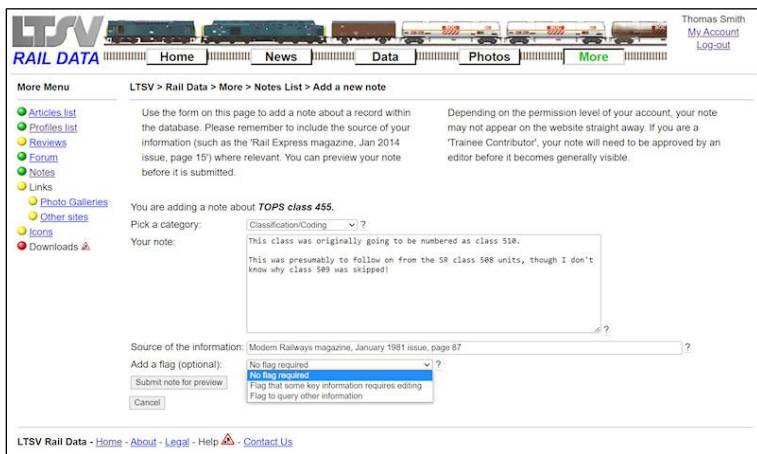 LTSV
RAIL DATA
Home
News
Data
Photos
More
Thomas Smith
My Account
Log-out
More Menu
Articles list
Profiles list
Reviews
Forum
Notes
Links
Photo Galleries
Other sites
Icons
Downloads
LTSV > Rail Data > More > Notes List > Add a new note
Use the form on this page to add a note about a record within
the database. Please remember to include the source of your
information (such as the 'Rail Express magazine, Jan 2014
issue, page 15') where relevant. You can preview your note
before it is submitted.
Depending on the permission level of your account, your note
may not appear on the website straight away. If you are a
'Trainee Contributor', your note will need to be approved by an
editor before it becomes generally visible.
You are adding a note about TOPS class 455.
Pick a category: Classification/Coding ?
Your note:
This class was originally going to be numbered as class 510.
This was presumably to follow on from the SR class 508 units, though I don't
know why class 509 was skipped!
?
Source of the information: Modern Railways magazine, January 1981 issue, page 87 ?
Add a flag (optional): No flag required ?
No flag required
Flag that some key information requires editing
Flag to query other information
Submit note for preview
Cancel
LTSV Rail Data - Home - About - Legal - Help - Contact Us